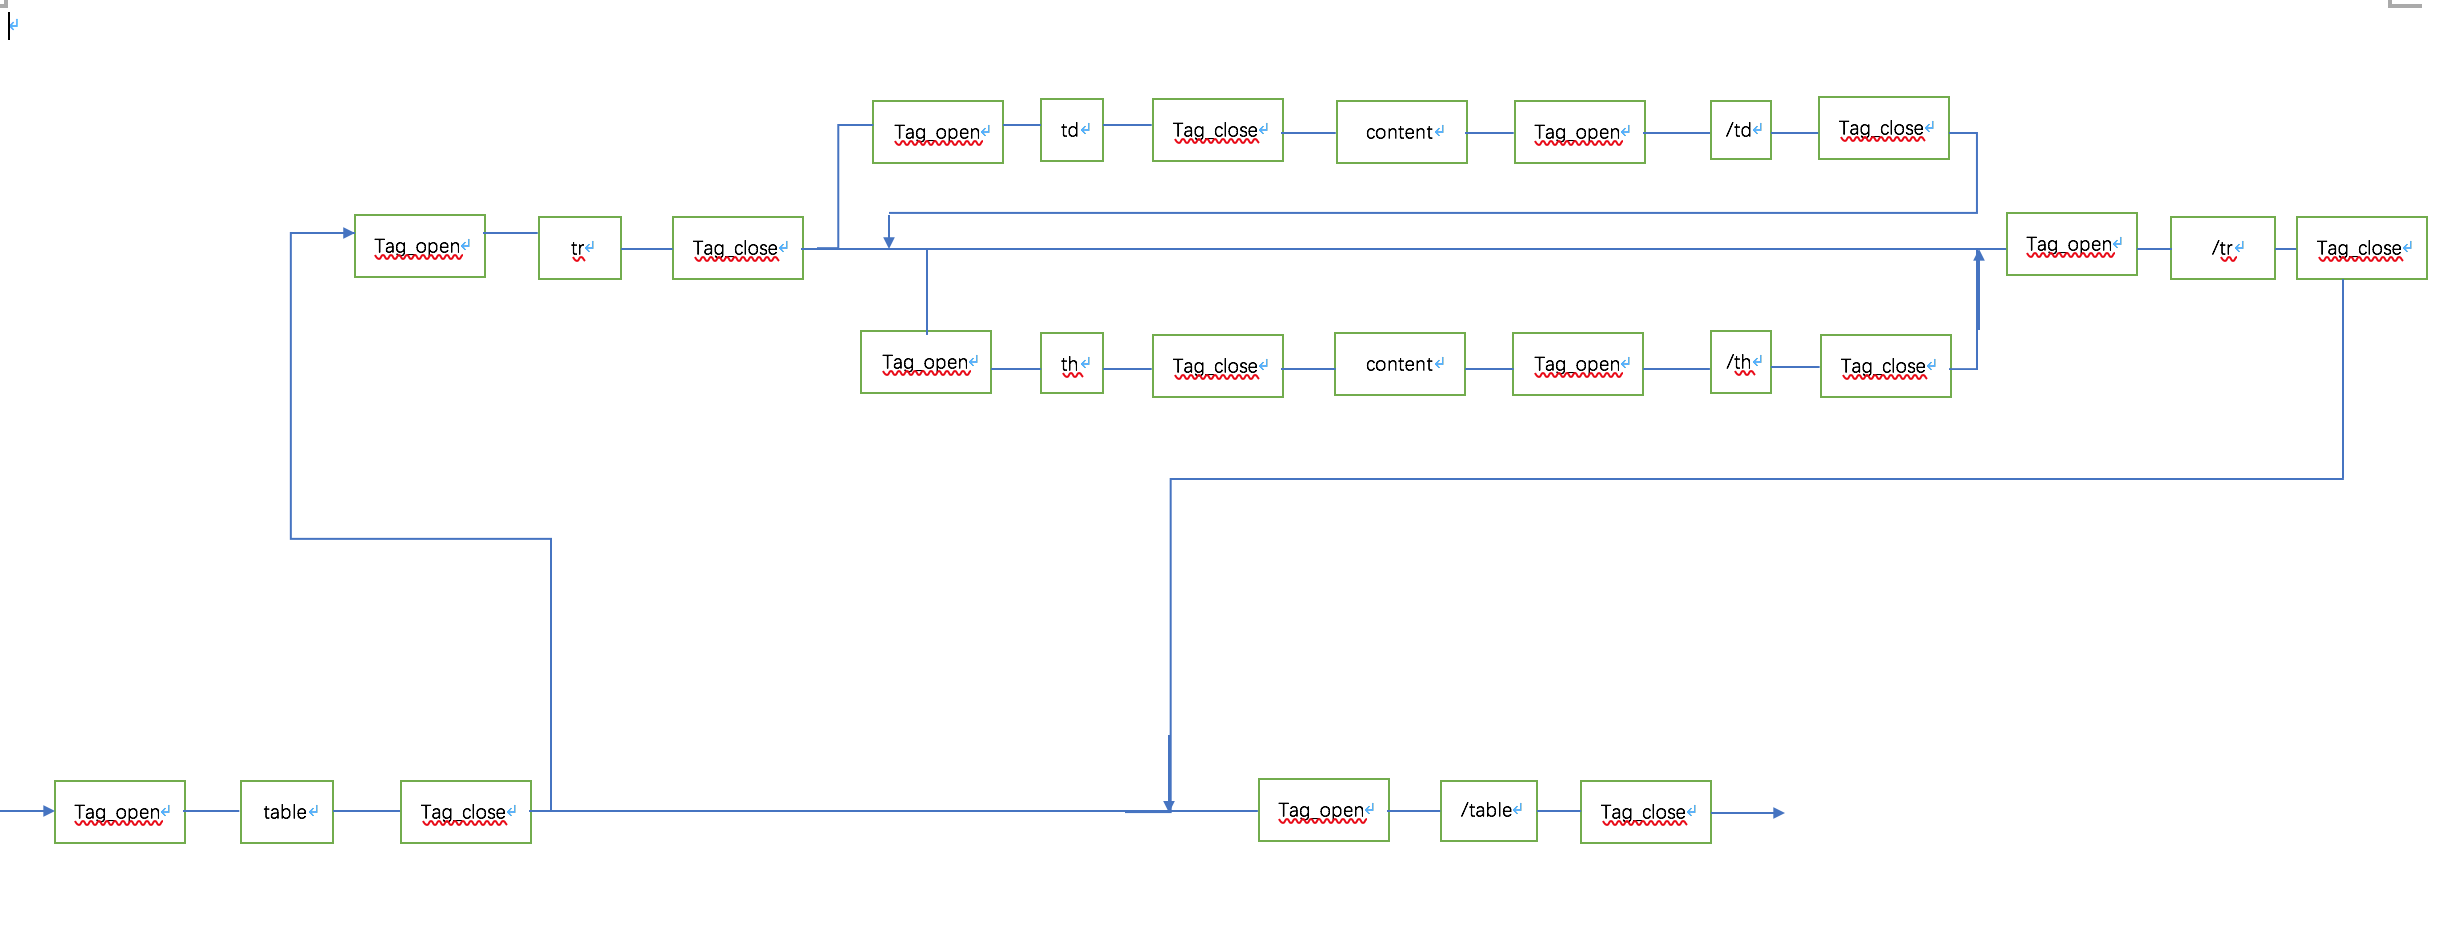 Tag_open
td
Tag_close
content
Tag_open
/td
Tag_close
Tag_open
tr
Tag_close
Tag_open
/tr
Tag_close
Tag_open
th
Tag_close
content
Tag_open
/th
Tag_close
Tag_open
table
Tag_close
Tag_open
/table
Tag_close